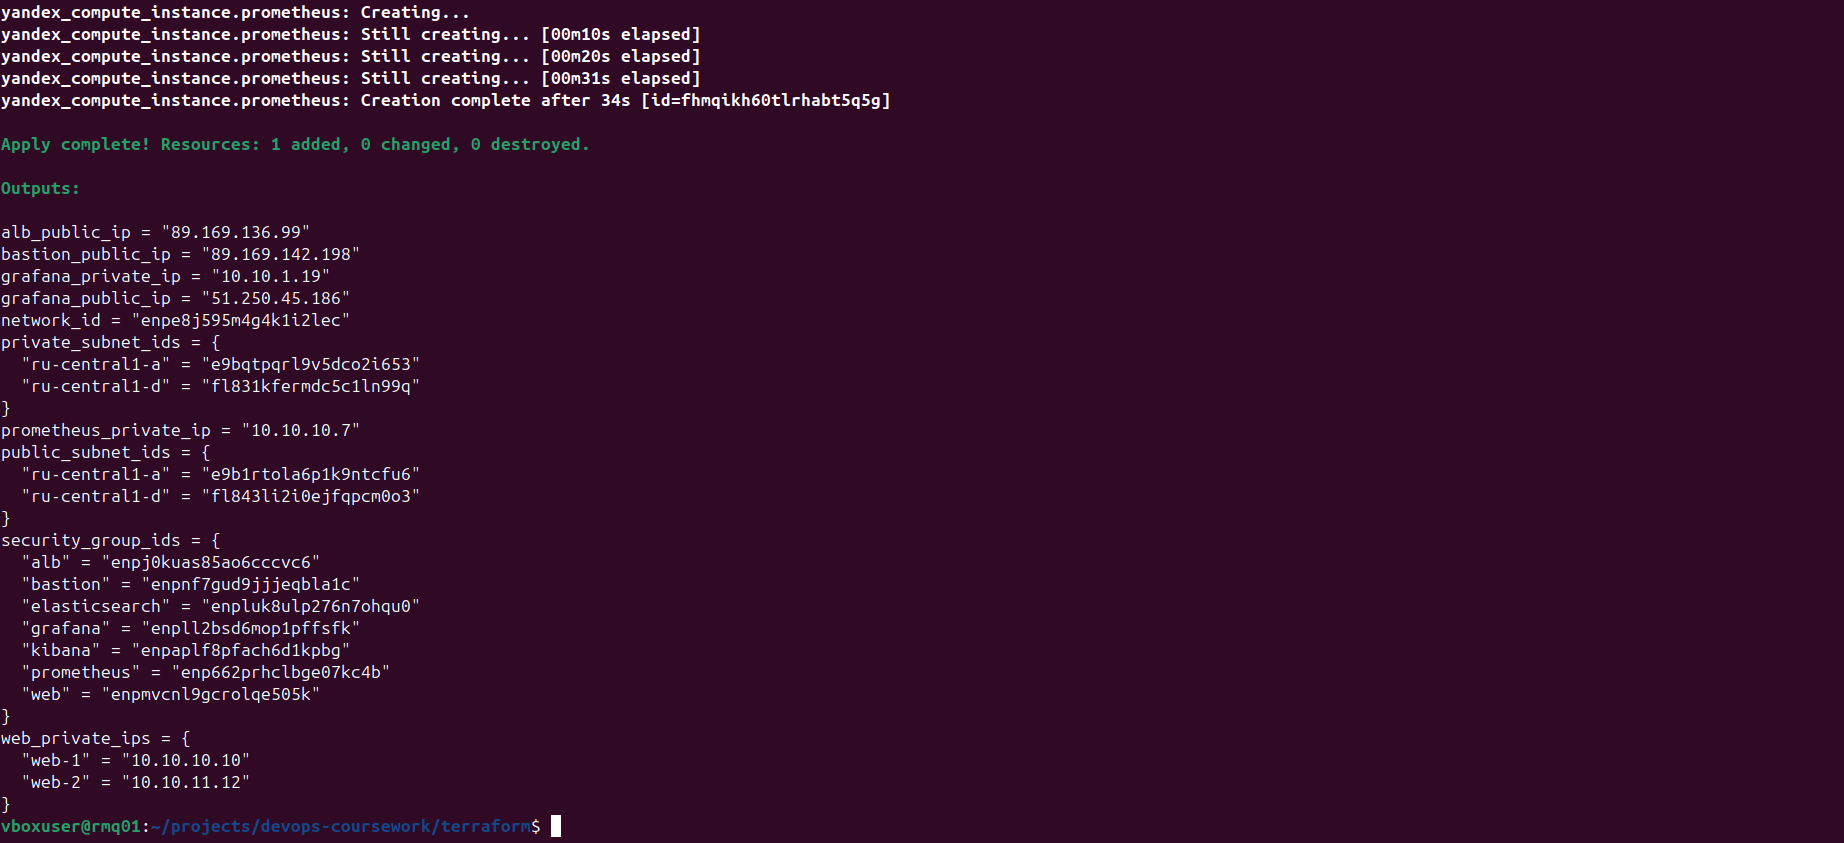 yandex_compute_instance.prometheus: Creating...
yandex_compute_instance.prometheus: Still creating... [00m10s elapsed]
yandex_compute_instance.prometheus: Still creating... [00m20s elapsed]
yandex_compute_instance.prometheus: Still creating... [00m31s elapsed]
yandex_compute_instance.prometheus: Creation complete after 34s [id=fhmqikh60tlrhabt5q5g]
Apply complete! Resources: 1 added, 0 changed, 0 destroyed.
Outputs:
alb_public_ip = "89.169.136.99"
bastion_public_ip = "89.169.142.198"
grafana_private_ip = "10.10.1.19"
grafana_public_ip = "51.250.45.186"
network_id = "enpe8j595m4g4k1i2lec"
private_subnet_ids = {
  "ru-central1-a" = "e9bqtpqrl9v5dco2i653"
  "ru-central1-d" = "fl831kfermdc5c1ln99q"
}
prometheus_private_ip = "10.10.10.7"
public_subnet_ids = {
  "ru-central1-a" = "e9b1rtola6p1k9ntcfu6"
  "ru-central1-d" = "fl843li2i0ejfqpcm0o3"
}
security_group_ids = {
  "alb" = "enpj0kuas85ao6cccvc6"
  "bastion" = "enpnf7gud9jjjeqbla1c"
  "elasticsearch" = "enpluk8ulp276n7ohqu0"
  "grafana" = "enpll2bsd6mop1pffsfk"
  "kibana" = "enpaplf8pfach6d1kpbg"
  "prometheus" = "enp662prhclbge07kc4b"
  "web" = "enpmvcnl9gcrolqe505k"
}
web_private_ips = {
  "web-1" = "10.10.10.10"
  "web-2" = "10.10.11.12"
}
vboxuser@rmq01:~/projects/devops-coursework/terraform$